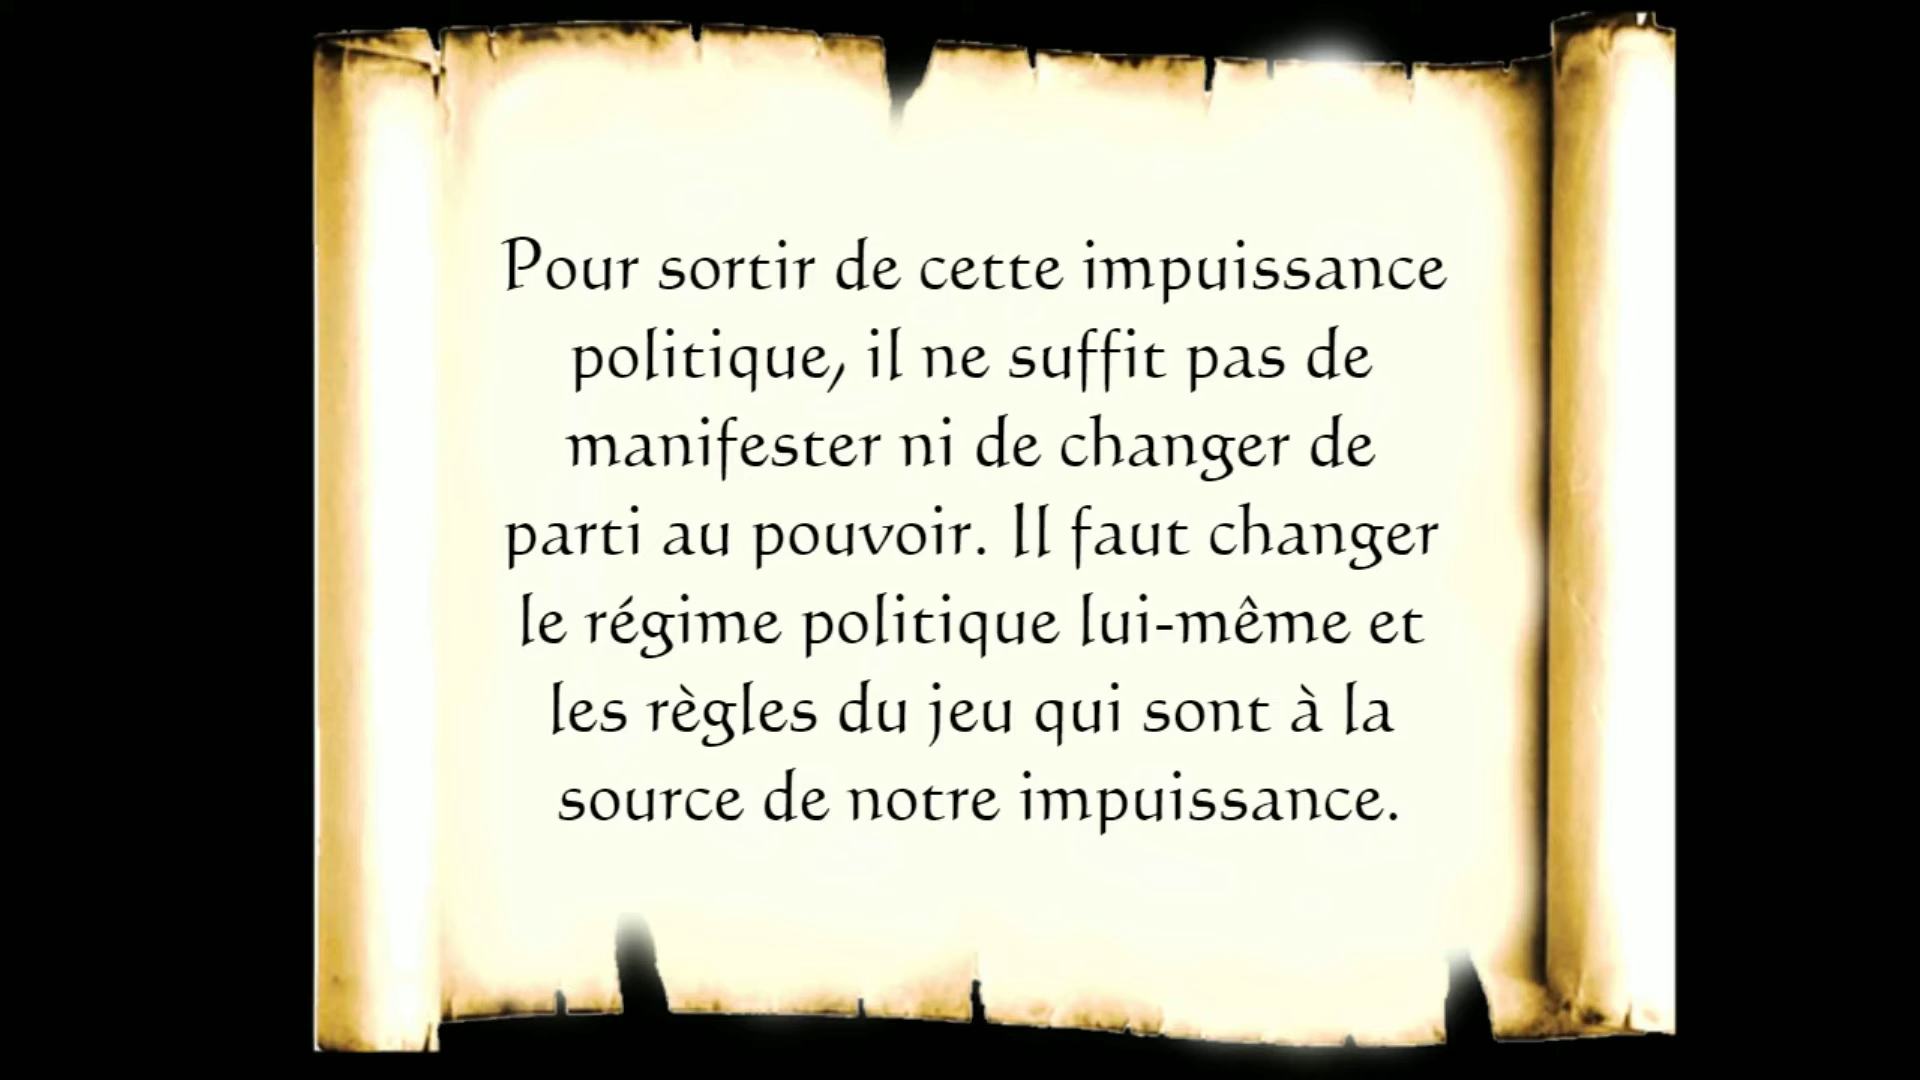 Pour sortir de cette impuissance
politique, il ne suffit pas de
manifester ni de changer de
parti au pouvoir. Il faut changer
le régime politique lui-même et
les règles du jeu qui sont à la
source de notre impuissance.